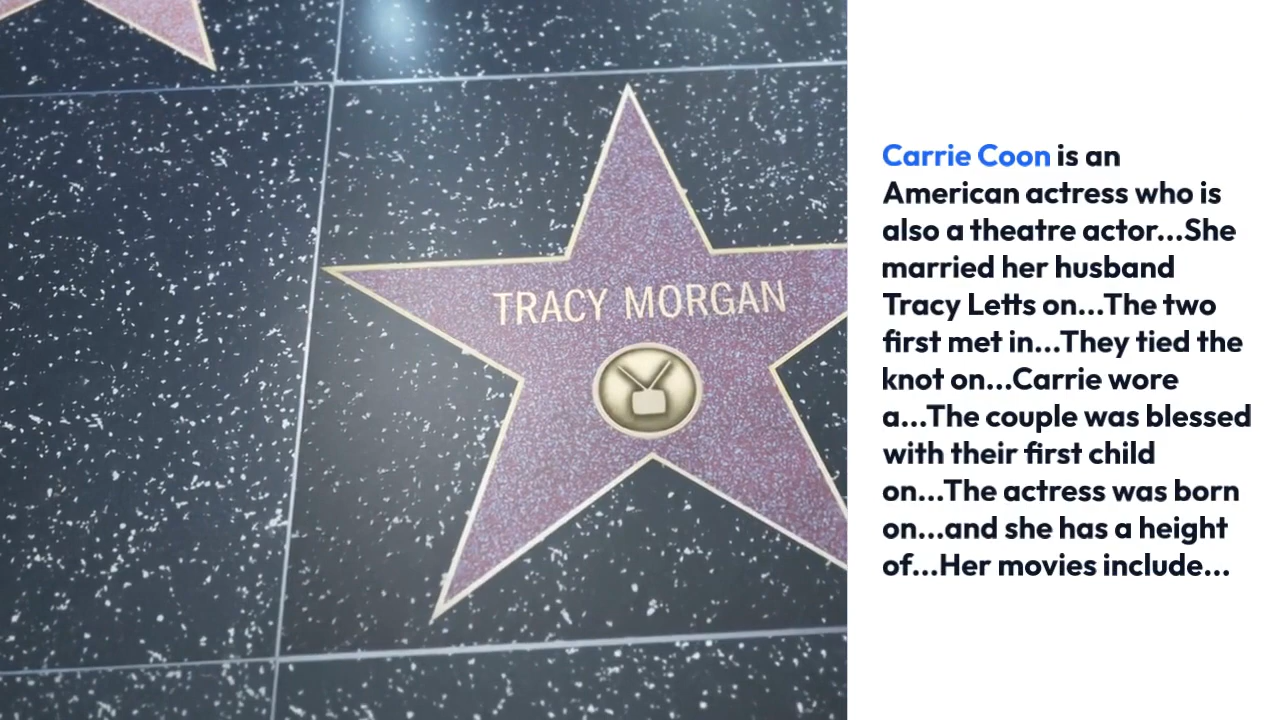 TRACY MORGAN
Carrie Coon is an
American actress who is
also a theatre actor...She
married her husband
Tracy Letts on...The two
first met in...They tied the
knot on...Carrie wore
a...The couple was blessed
with their first child
on...The actress was born
on...and she has a height
of...Her movies include...